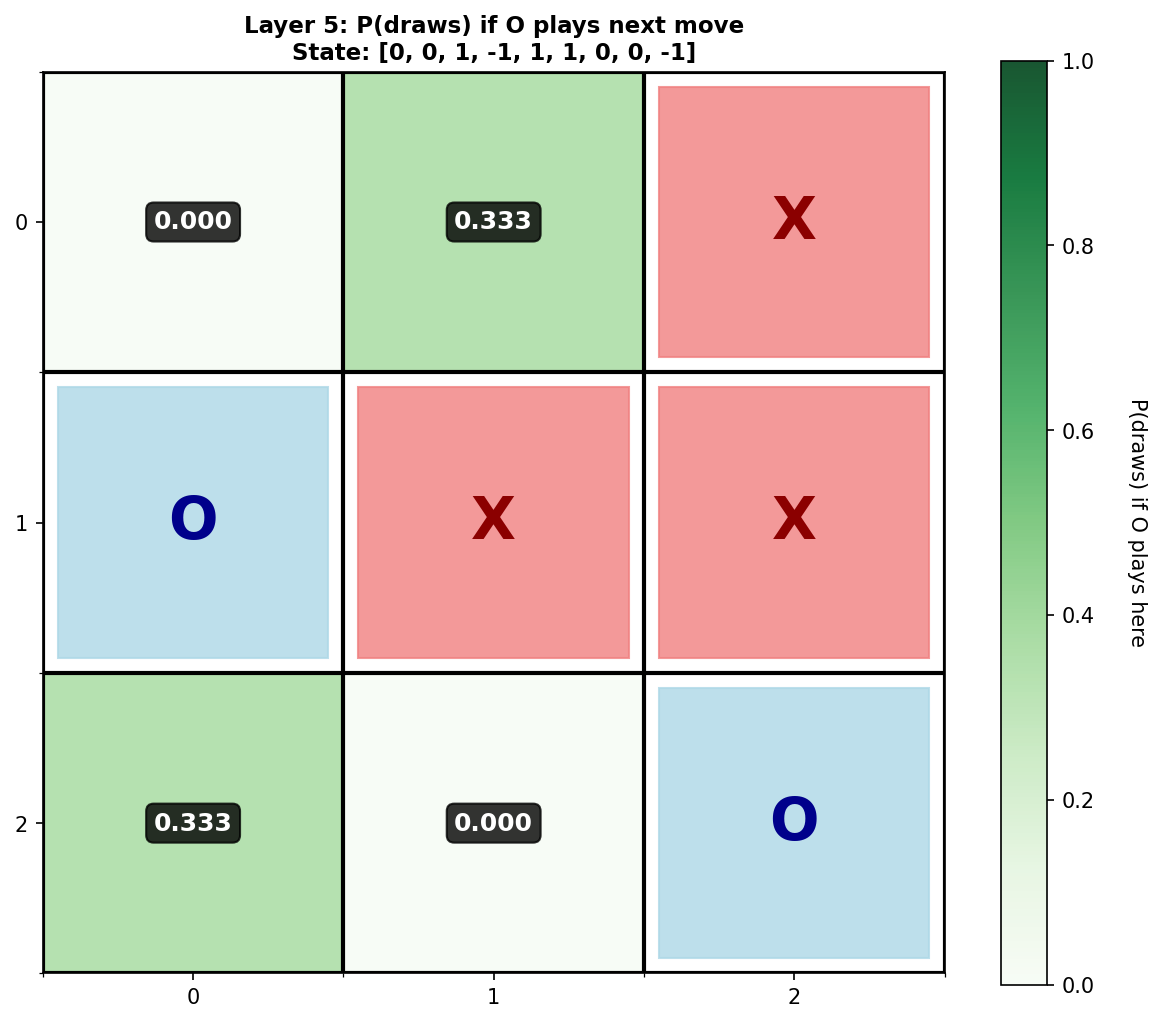 Layer 5: P(draws) if O plays next move
State: [0, 0, 1, -1, 1, 1, 0, 0, -1]
0.000
0.333
X
O
X
X
0.333
0.000
O
0
1
2
0
1
2
1.0
0.8
0.6
0.4
0.2
0.0
P(draws) if O plays here